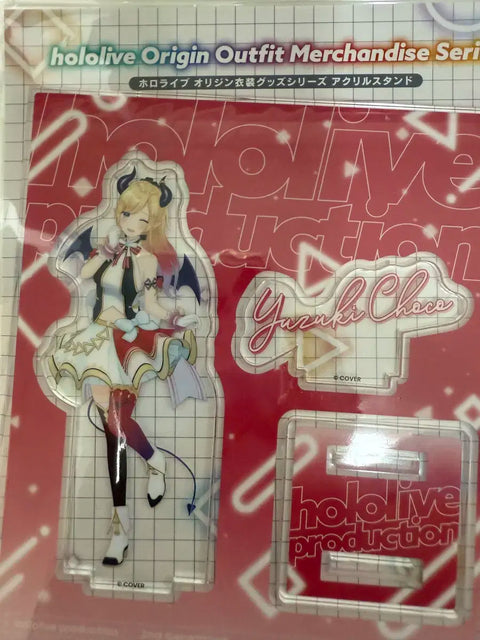 hololive Origin Outfit Merchandise Seri
ホロライブ オリジン衣装グッズシリーズ アクリルスタンド
hololive
production
Yuzuki Choco
© COVER
hololive
production
© COVER